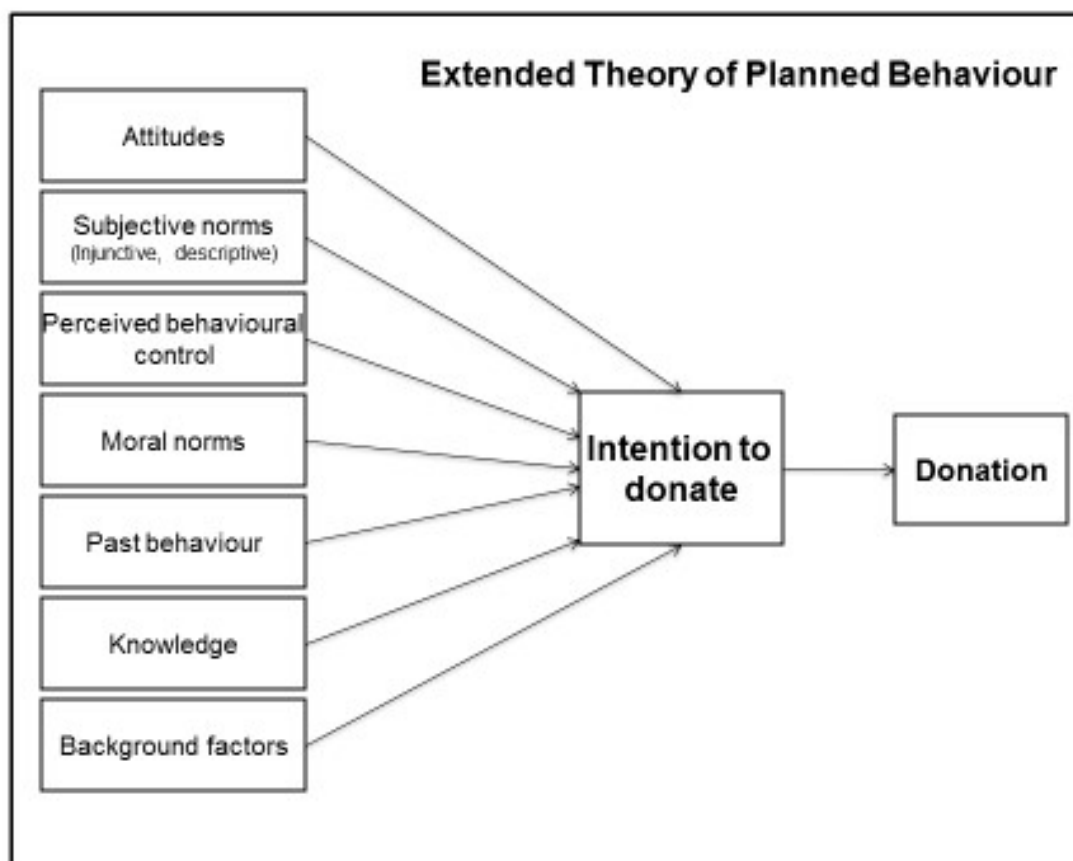 Extended Theory of Planned Behaviour
Attitudes
Subjective norms
(Injunctive, descriptive)
Perceived behavioural
control
Moral norms
Past behaviour
Knowledge
Background factors
Intention to
donate
Donation